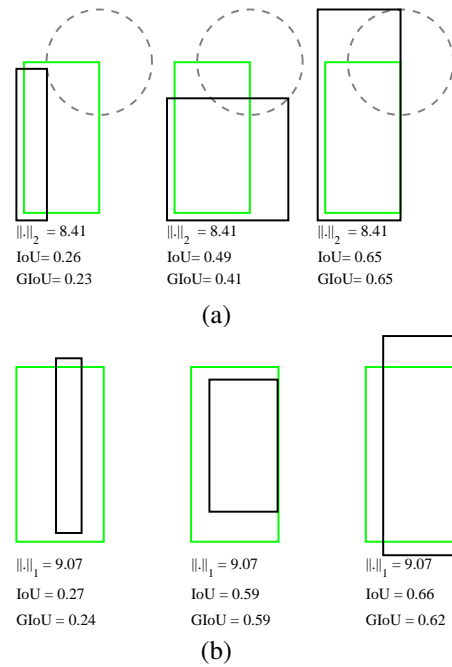 ||.||2 = 8.41 ||.||2 = 8.41 ||.||2 = 8.41
IoU= 0.26 IoU= 0.49 IoU= 0.65
GIoU= 0.23 GIoU= 0.41 GIoU= 0.65
(a)
||.||1 = 9.07 ||.||1 = 9.07 ||.||1 = 9.07
IoU = 0.27 IoU = 0.59 IoU = 0.66
GIoU = 0.24 GIoU = 0.59 GIoU = 0.62
(b)